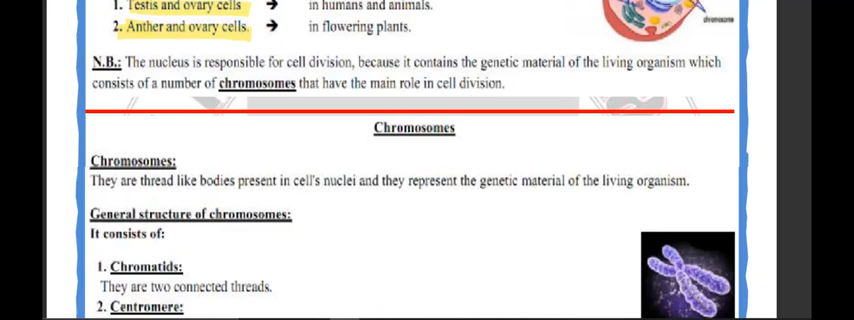 1. Testis and ovary cells → in humans and animals.
2. Anther and ovary cells. → in flowering plants.
chromosome
N.B.: The nucleus is responsible for cell division, because it contains the genetic material of the living organism which
consists of a number of chromosomes that have the main role in cell division.
Chromosomes
Chromosomes:
They are thread like bodies present in cell's nuclei and they represent the genetic material of the living organism.
General structure of chromosomes:
It consists of:
1. Chromatids:
They are two connected threads.
2. Centromere: